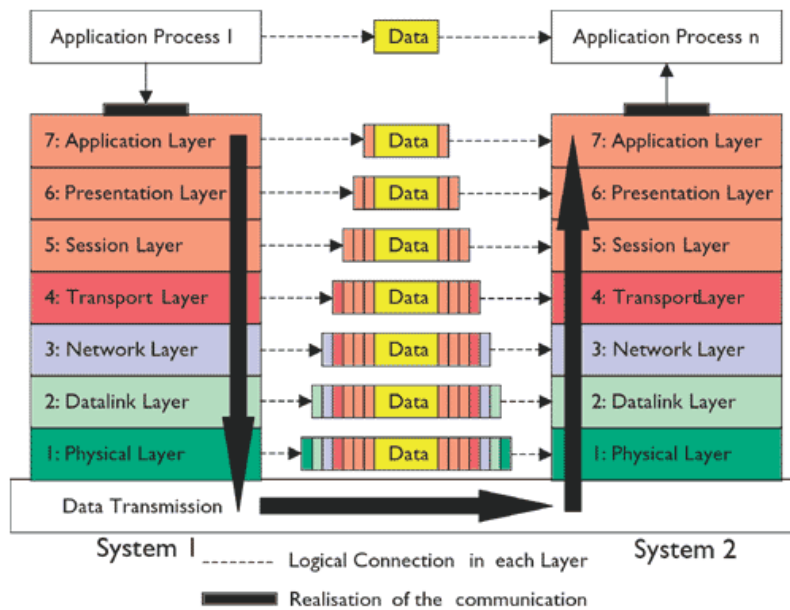 Application Process 1 Data Application Process n
7: Application Layer Data 7: Application Layer
6: Presentation Layer Data 6: Presentation Layer
5: Session Layer Data 5: Session Layer
4: Transport Layer Data 4: TransportLayer
3: Network Layer Data 3: Network Layer
2: Datalink Layer Data 2: Datalink Layer
1: Physical Layer Data 1: Physical Layer
Data Transmission
System 1 System 2
Logical Connection in each Layer
Realisation of the communication